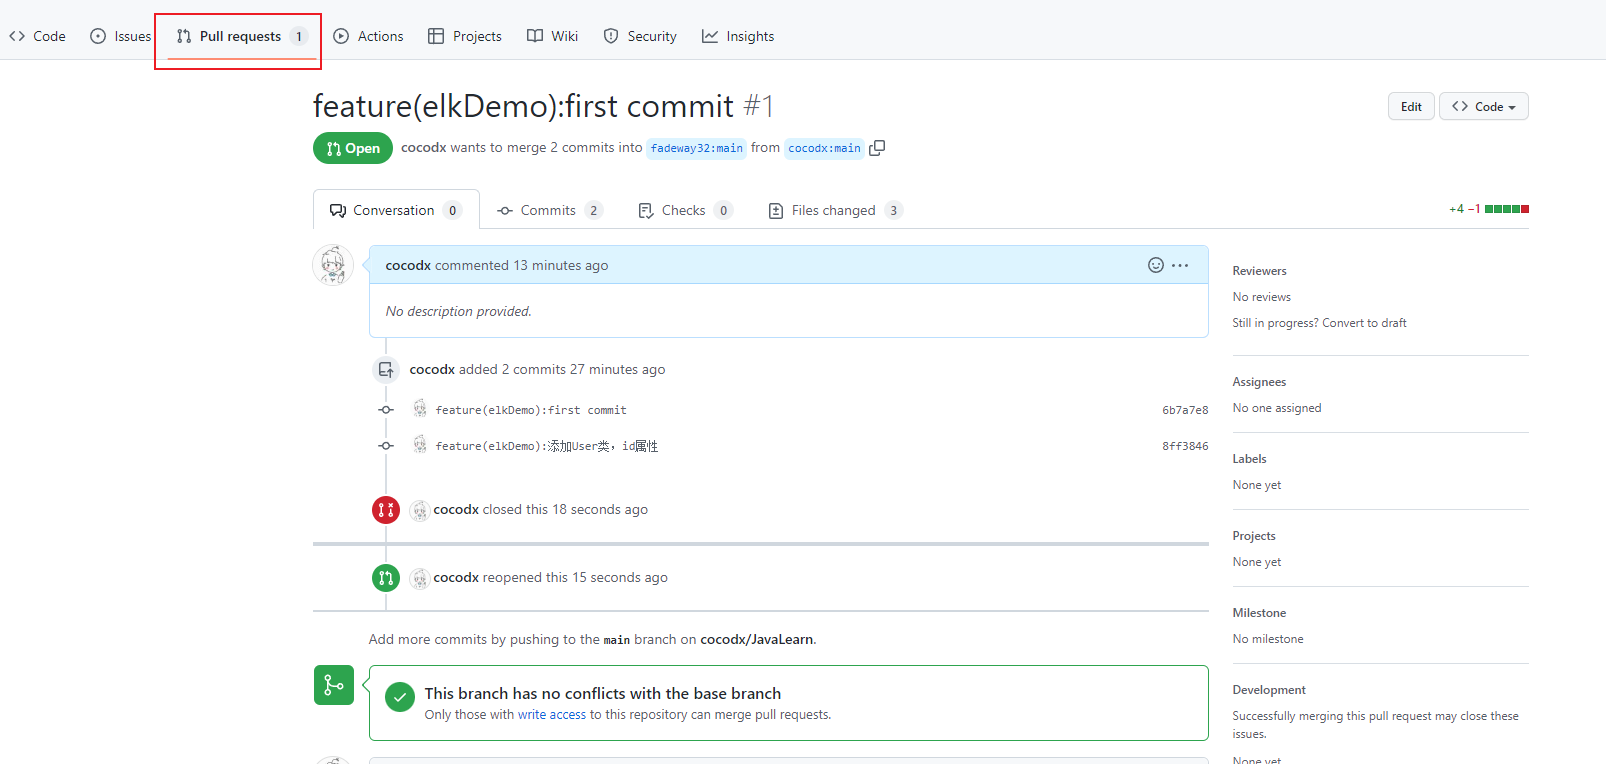 Code Issues Pull requests 1 Actions Projects Wiki Security Insights
feature(elkDemo):first commit #1
Edit Code
Open cocodx wants to merge 2 commits into fadeway32:main from cocodx:main
Conversation 0 Commits 2 Checks 0 Files changed 3 +4 −1
cocodx commented 13 minutes ago
No description provided.
cocodx added 2 commits 27 minutes ago
feature(elkDemo):first commit 6b7a7e8
feature(elkDemo):添加User类，id属性 8ff3846
cocodx closed this 18 seconds ago
cocodx reopened this 15 seconds ago
Add more commits by pushing to the main branch on cocodx/JavaLearn.
This branch has no conflicts with the base branch
Only those with write access to this repository can merge pull requests.
Reviewers
No reviews
Still in progress? Convert to draft
Assignees
No one assigned
Labels
None yet
Projects
None yet
Milestone
No milestone
Development
Successfully merging this pull request may close these
issues.
None yet